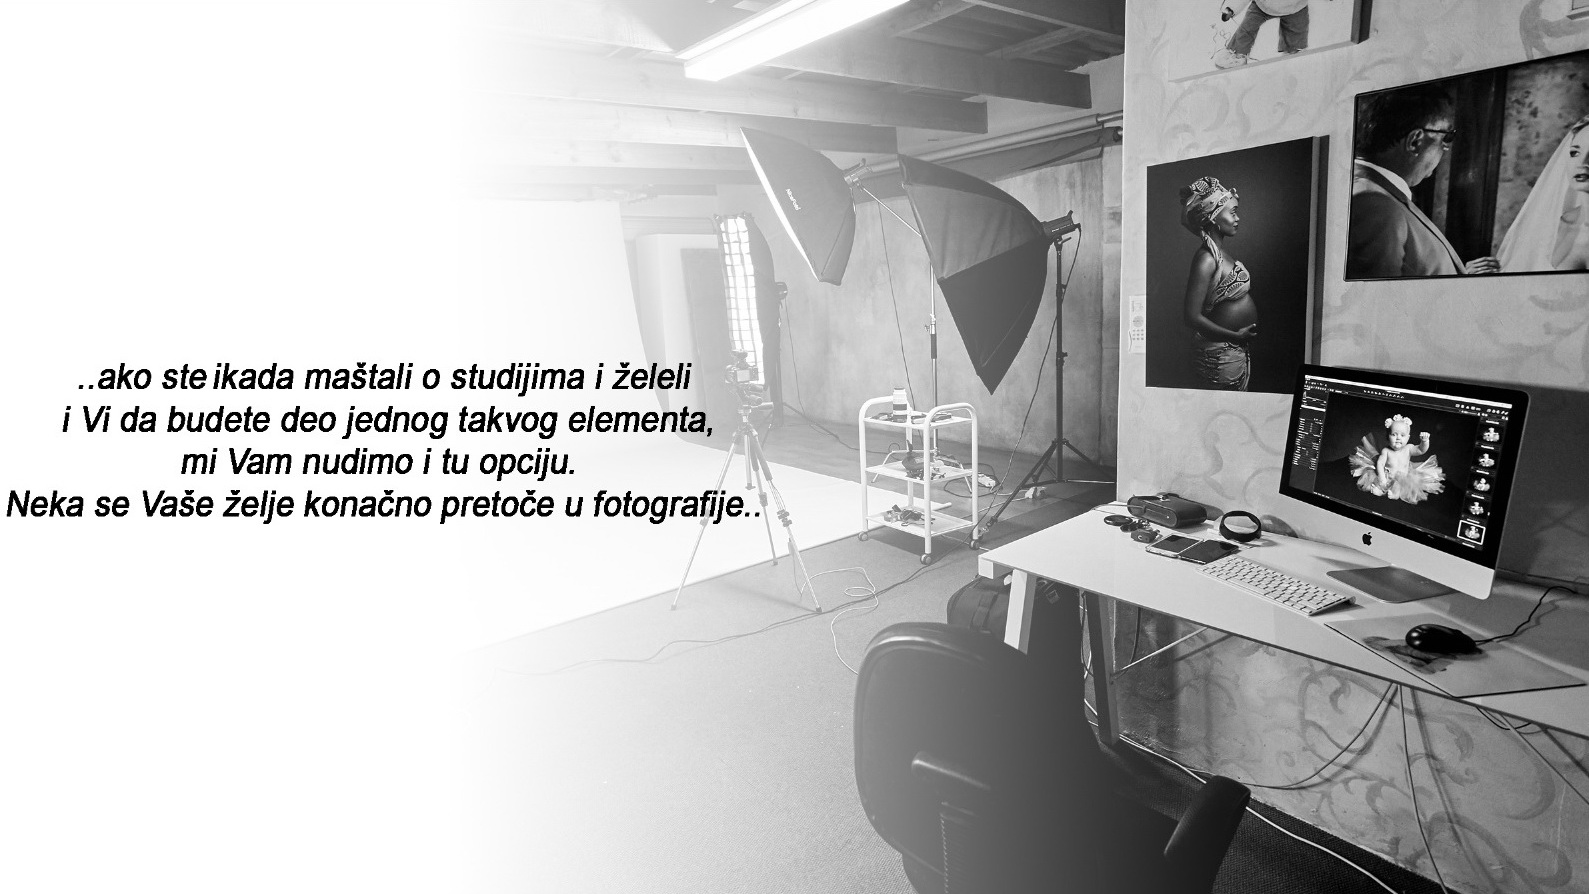 ..ako ste ikada maštali o studijima i želeli
i Vi da budete deo jednog takvog elementa,
mi Vam nudimo i tu opciju.
Neka se Vaše želje konačno pretoče u fotografije..